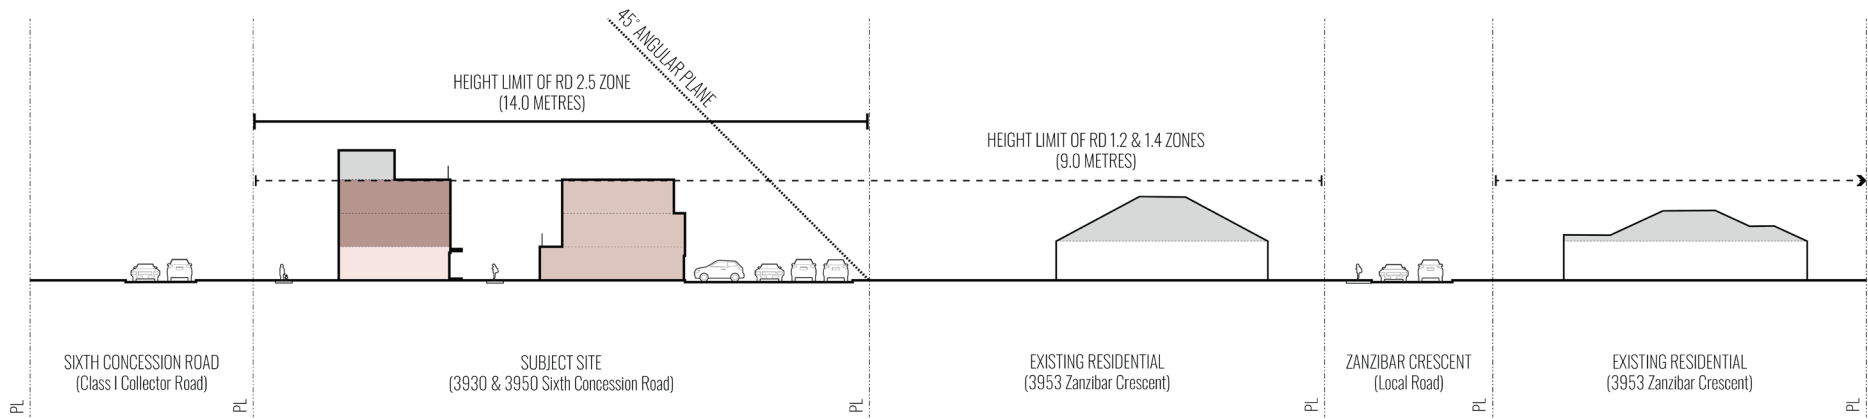 45° ANGULAR PLANE
HEIGHT LIMIT OF RD 2.5 ZONE
(14.0 METRES)
HEIGHT LIMIT OF RD 1.2 & 1.4 ZONES
(9.0 METRES)
SIXTH CONCESSION ROAD
(Class I Collector Road)
SUBJECT SITE
(3930 & 3950 Sixth Concession Road)
EXISTING RESIDENTIAL
(3953 Zanzibar Crescent)
ZANZIBAR CRESCENT
(Local Road)
EXISTING RESIDENTIAL
(3953 Zanzibar Crescent)
PL
PL
PL
PL
PL
PL